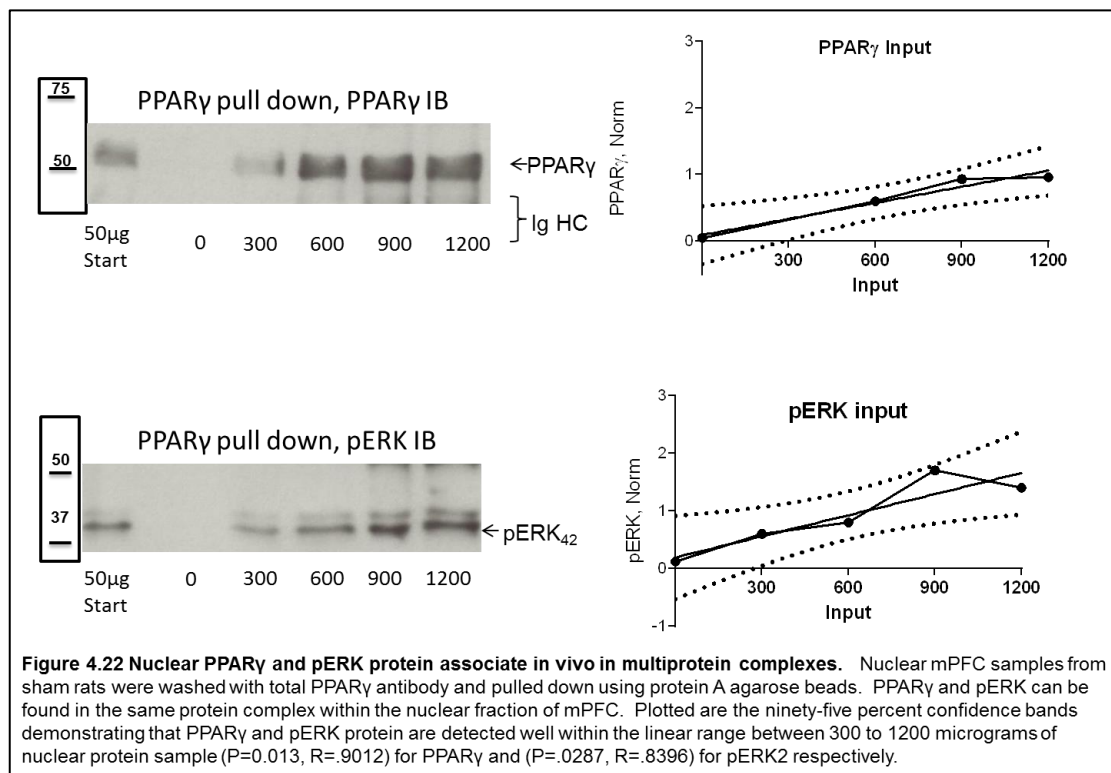 75
50
PPARγ pull down, PPARγ IB
←PPARγ
Ig HC
50µg
Start
0 300 600 900 1200
PPARγ Input
PPARγ, Norm
3
2
1
0
300 600 900 1200
Input
50
37
PPARγ pull down, pERK IB
←pERK42
50µg
Start
0 300 600 900 1200
pERK input
pERK, Norm
3
2
1
0
-1
300 600 900 1200
Input
Figure 4.22 Nuclear PPARγ and pERK protein associate in vivo in multiprotein complexes. Nuclear mPFC samples from
sham rats were washed with total PPARγ antibody and pulled down using protein A agarose beads. PPARγ and pERK can be
found in the same protein complex within the nuclear fraction of mPFC. Plotted are the ninety-five percent confidence bands
demonstrating that PPARγ and pERK protein are detected well within the linear range between 300 to 1200 micrograms of
nuclear protein sample (P=0.013, R=.9012) for PPARγ and (P=.0287, R=.8396) for pERK2 respectively.